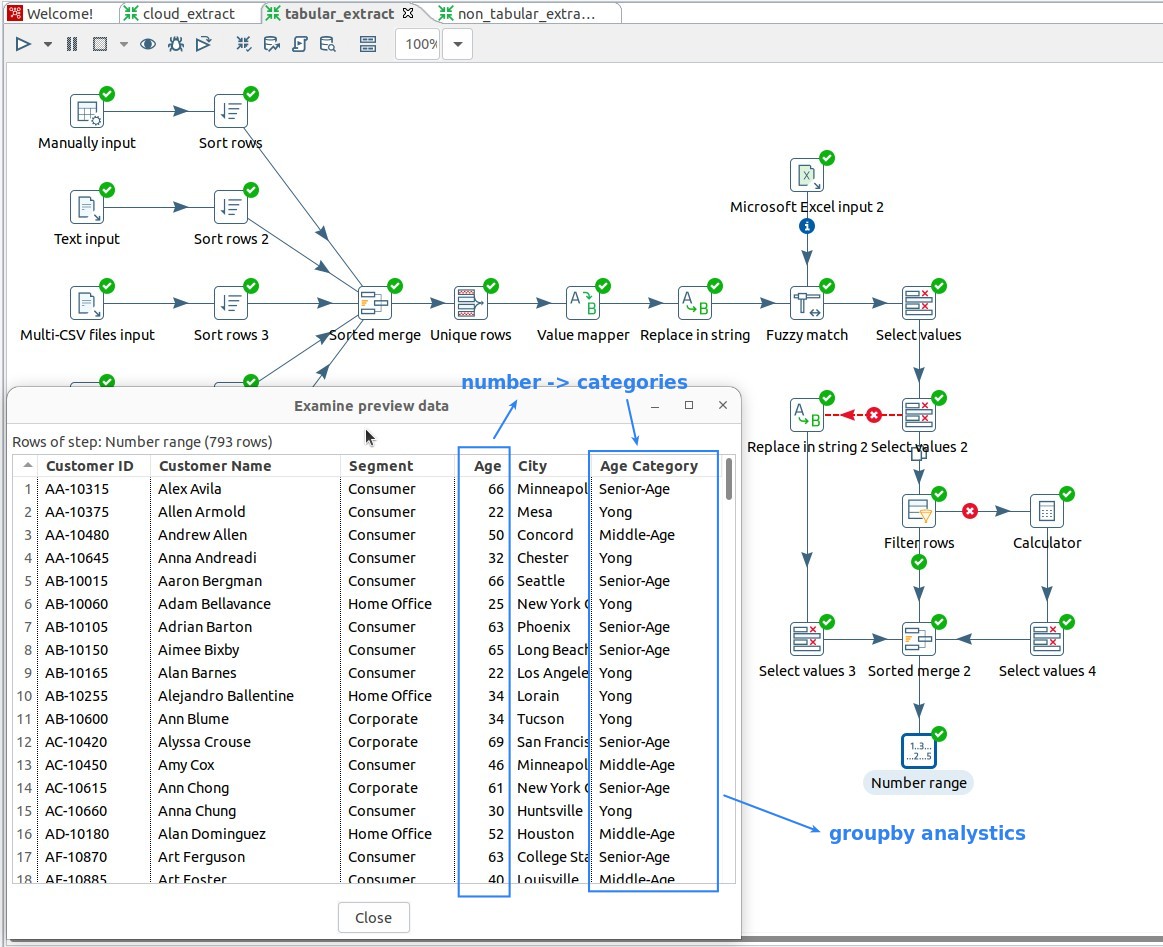 Welcome!
cloud_extract
tabular_extract
non_tabular_extra...
100%
Manually input
Sort rows
Microsoft Excel input 2
Text input
Sort rows 2
Multi-CSV files input
Sort rows 3
Sorted merge
Unique rows
Value mapper
Replace in string
Fuzzy match
Select values
number -> categories
Replace in string 2
Select values 2
Filter rows
Calculator
Select values 3
Sorted merge 2
Select values 4
1..3...
...2...5
Number range
groupby analystics
Examine preview data
Rows of step: Number range (793 rows)
Customer ID Customer Name Segment Age City Age Category
1 AA-10315 Alex Avila Consumer 66 Minneapol Senior-Age
2 AA-10375 Allen Armold Consumer 22 Mesa Yong
3 AA-10480 Andrew Allen Consumer 50 Concord Middle-Age
4 AA-10645 Anna Andreadi Consumer 32 Chester Yong
5 AB-10015 Aaron Bergman Consumer 66 Seattle Senior-Age
6 AB-10060 Adam Bellavance Home Office 25 New York C Yong
7 AB-10105 Adrian Barton Consumer 63 Phoenix Senior-Age
8 AB-10150 Aimee Bixby Consumer 65 Long Beach Senior-Age
9 AB-10165 Alan Barnes Consumer 22 Los Angele Yong
10 AB-10255 Alejandro Ballentine Home Office 34 Lorain Yong
11 AB-10600 Ann Blume Corporate 34 Tucson Yong
12 AC-10420 Alyssa Crouse Corporate 69 San Francis Senior-Age
13 AC-10450 Amy Cox Consumer 46 Minneapol Middle-Age
14 AC-10615 Ann Chong Corporate 61 New York C Senior-Age
15 AC-10660 Anna Chung Consumer 30 Huntsville Yong
16 AD-10180 Alan Dominguez Home Office 52 Houston Middle-Age
17 AF-10870 Art Ferguson Consumer 63 College Sta Senior-Age
18 AF-10885 Art Foster Consumer 40 Louisville Middle-Age
Close